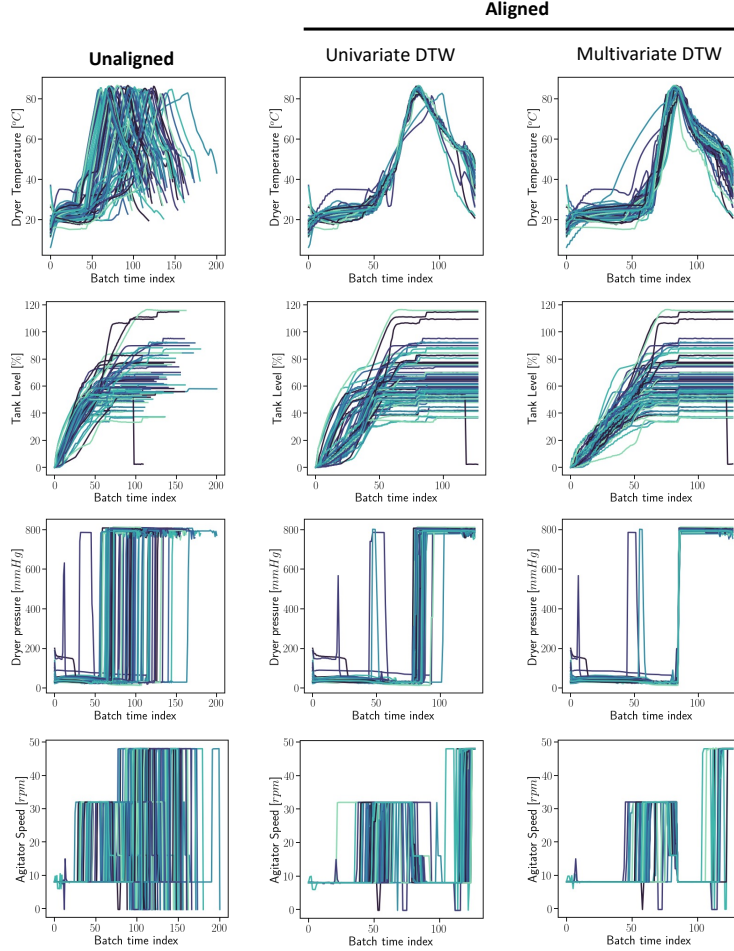 Aligned
Unaligned
Univariate DTW
Multivariate DTW
Dryer Temperature [°C]
80
60
40
20
0 50 100 150 200
Batch time index
Dryer Temperature [°C]
80
60
40
20
0 50 100
Batch time index
Dryer Temperature [°C]
80
60
40
20
0 50 100
Batch time index
Tank Level [%]
120
100
80
60
40
20
0
0 50 100 150 200
Batch time index
Tank Level [%]
120
100
80
60
40
20
0
0 50 100
Batch time index
Tank Level [%]
120
100
80
60
40
20
0
0 50 100
Batch time index
Dryer pressure [mmHg]
800
600
400
200
0
0 50 100 150 200
Batch time index
Dryer pressure [mmHg]
800
600
400
200
0
0 50 100
Batch time index
Dryer pressure [mmHg]
800
600
400
200
0
0 50 100
Batch time index
Agitator Speed [rpm]
50
40
30
20
10
0
0 50 100 150 200
Batch time index
Agitator Speed [rpm]
50
40
30
20
10
0
0 50 100
Batch time index
Agitator Speed [rpm]
50
40
30
20
10
0
0 50 100
Batch time index